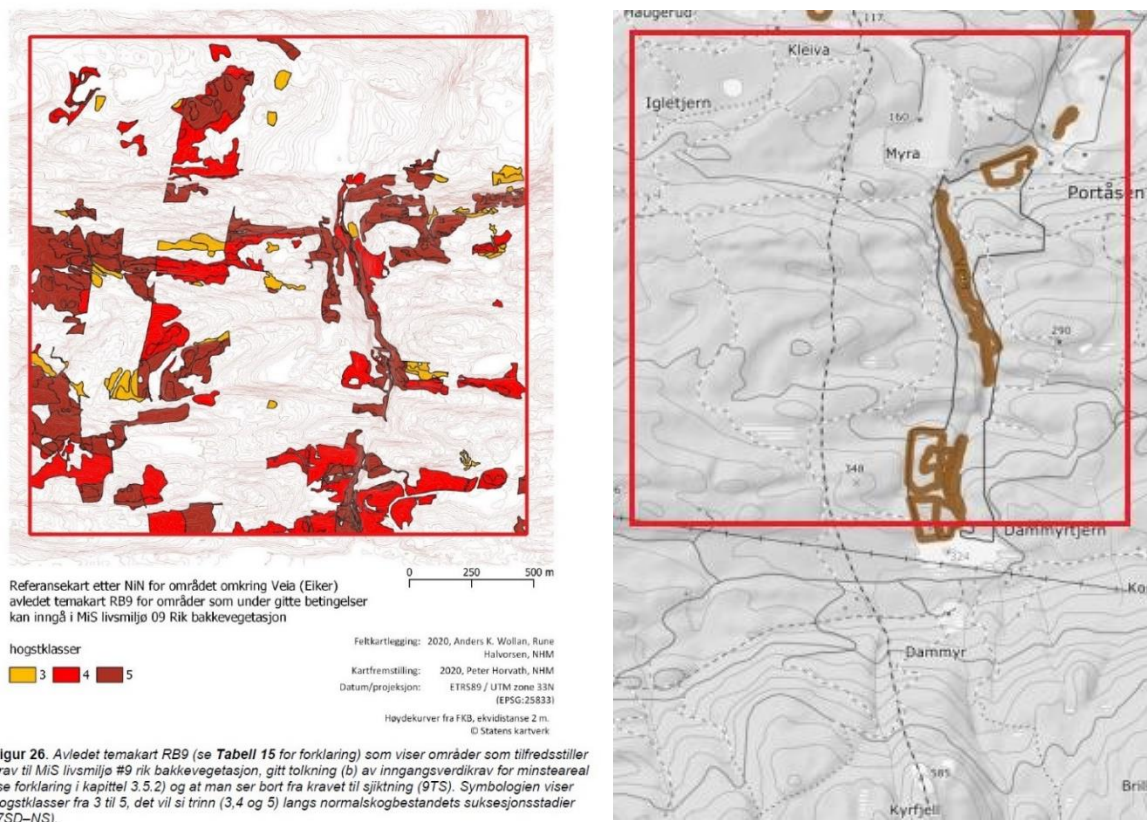 0 250 500 m
Referansekart etter NiN for området omkring Veia (Eiker)
avledet temakart RB9 for områder som under gitte betingelser
kan inngå i MiS livsmiljø 09 Rik bakkevegetasjon
hogstklasser
3 4 5
Feltkartlegging: 2020, Anders K. Wollan, Rune
Halvorsen, NHM
Kartfremstilling: 2020, Peter Horvath, NHM
Datum/projeksjon: ETRS89 / UTM zone 33N
(EPSG:25833)
Høydekurver fra FKB, ekvidistanse 2 m.
© Statens kartverk
igur 26. Avledet temakart RB9 (se Tabell 15 for forklaring) som viser områder som tilfredsstiller
rav til MiS livsmiljø #9 rik bakkevegetasjon, gitt tolkning (b) av inngangsverdikrav for minsteareal
se forklaring i kapittel 3.5.2) og at man ser bort fra kravet til sjiktning (9TS). Symbologien viser
ogstklasser fra 3 til 5, det vil si trinn (3,4 og 5) langs normalskogbestandets suksesjonsstadier
7SD–NS).
Haugerud
117
Kleiva
Igletjern
160
Myra
Portåsen
290
348
Dammyrtjern
324
Ko
Dammyr
585
Bril
Kyrfjell